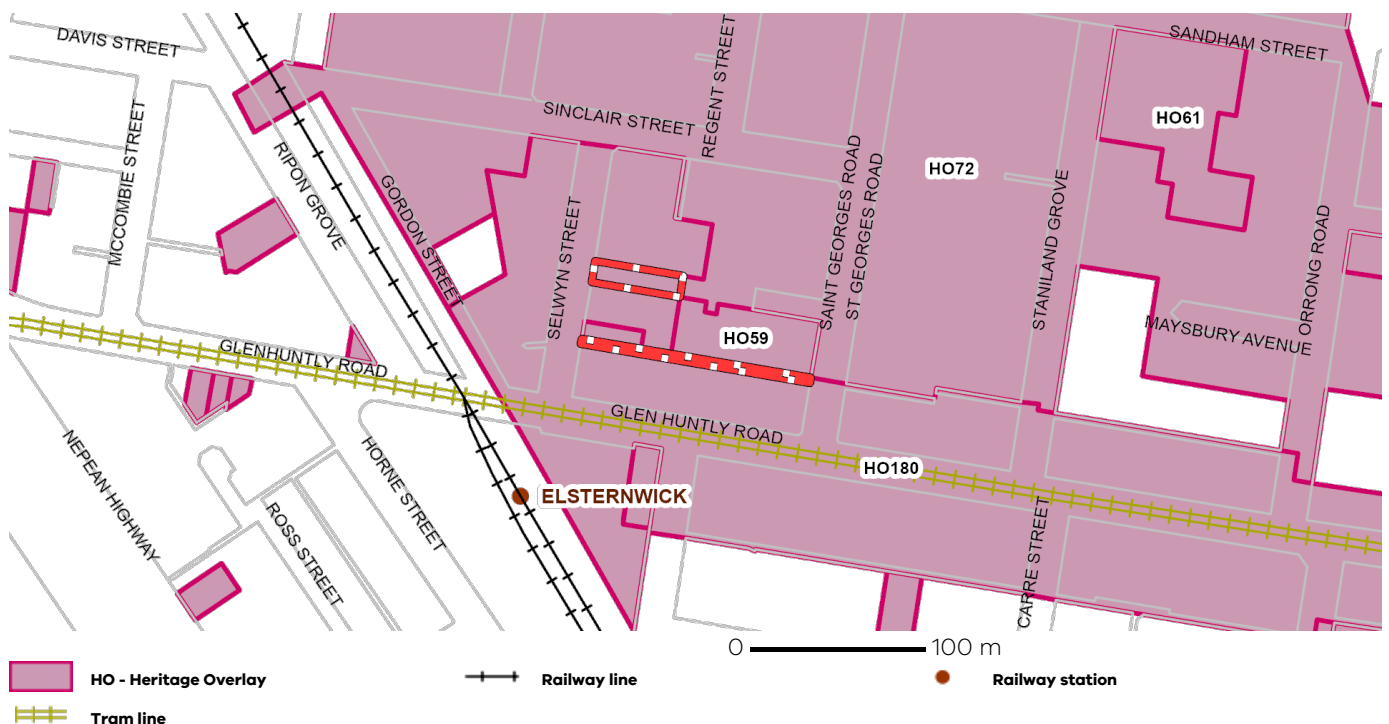 DAVIS STREET
SANDHAM STREET
REGENT STREET
SINCLAIR STREET
HO61
MCCOMBIE STREET
RIPON GROVE
GORDON STREET
SAINT GEORGES ROAD
ST GEORGES ROAD
HO72
STANILAND GROVE
ORRONG ROAD
SELWYN STREET
HO59
MAYSBURY AVENUE
GLENHUNTLY ROAD
GLEN HUNTLY ROAD
NEPEAN HIGHWAY
HORNE STREET
HO180
ELSTERNWICK
ROSS STREET
CARRE STREET
0 100 m
HO - Heritage Overlay
Railway line
Railway station
Tram line